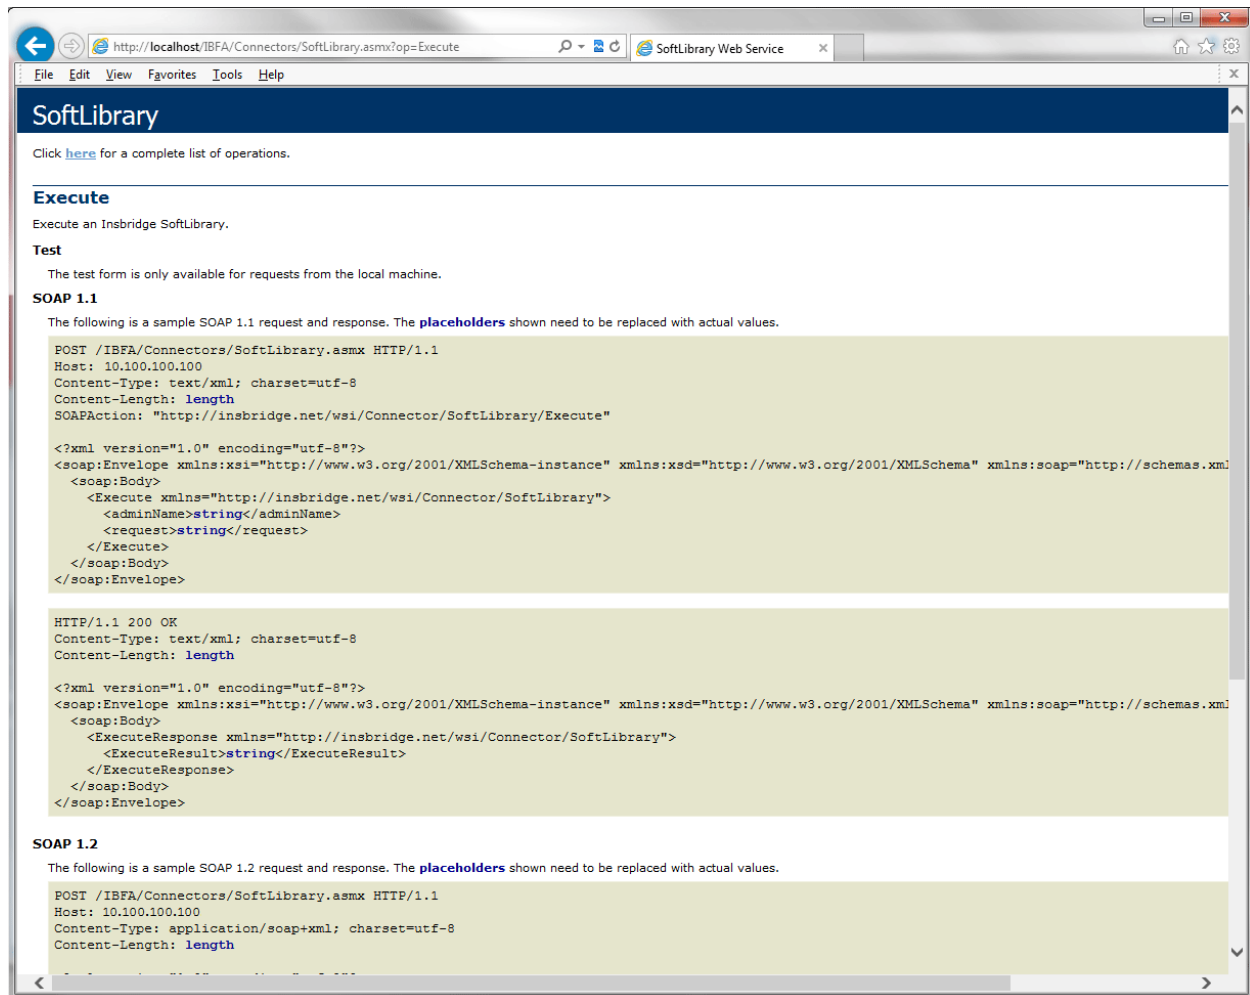 http://localhost/IBFA/Connectors/SoftLibrary.asmx?op=Execute
SoftLibrary Web Service
File Edit View Favorites Tools Help
SoftLibrary
Click here for a complete list of operations.
Execute
Execute an Insbridge SoftLibrary.
Test
The test form is only available for requests from the local machine.
SOAP 1.1
The following is a sample SOAP 1.1 request and response. The placeholders shown need to be replaced with actual values.
POST /IBFA/Connectors/SoftLibrary.asmx HTTP/1.1
Host: 10.100.100.100
Content-Type: text/xml; charset=utf-8
Content-Length: length
SOAPAction: "http://insbridge.net/wsi/Connector/SoftLibrary/Execute"
<?xml version="1.0" encoding="utf-8"?>
<soap:Envelope xmlns:xsi="http://www.w3.org/2001/XMLSchema-instance" xmlns:xsd="http://www.w3.org/2001/XMLSchema" xmlns:soap="http://schemas.xml
<soap:Body>
<Execute xmlns="http://insbridge.net/wsi/Connector/SoftLibrary">
<adminName>string</adminName>
<request>string</request>
</Execute>
</soap:Body>
</soap:Envelope>
HTTP/1.1 200 OK
Content-Type: text/xml; charset=utf-8
Content-Length: length
<?xml version="1.0" encoding="utf-8"?>
<soap:Envelope xmlns:xsi="http://www.w3.org/2001/XMLSchema-instance" xmlns:xsd="http://www.w3.org/2001/XMLSchema" xmlns:soap="http://schemas.xml
<soap:Body>
<ExecuteResponse xmlns="http://insbridge.net/wsi/Connector/SoftLibrary">
<ExecuteResult>string</ExecuteResult>
</ExecuteResponse>
</soap:Body>
</soap:Envelope>
SOAP 1.2
The following is a sample SOAP 1.2 request and response. The placeholders shown need to be replaced with actual values.
POST /IBFA/Connectors/SoftLibrary.asmx HTTP/1.1
Host: 10.100.100.100
Content-Type: application/soap+xml; charset=utf-8
Content-Length: length